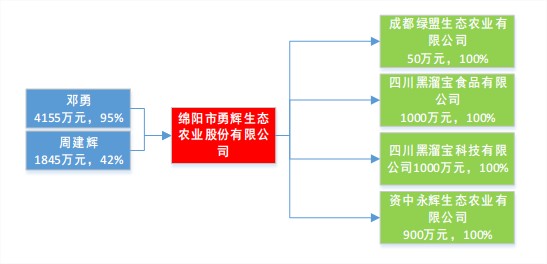 邓勇
4155万元，95%
周建辉
1845万元，42%
绵阳市勇辉生态
农业股份有限公
司
成都绿盟生态农业有
限公司
50万元，100%
四川黑溜宝食品有限
公司
1000万元，100%
四川黑溜宝科技有限
公司1000万元，100%
资中永辉生态农业有
限公司
900万元，100%